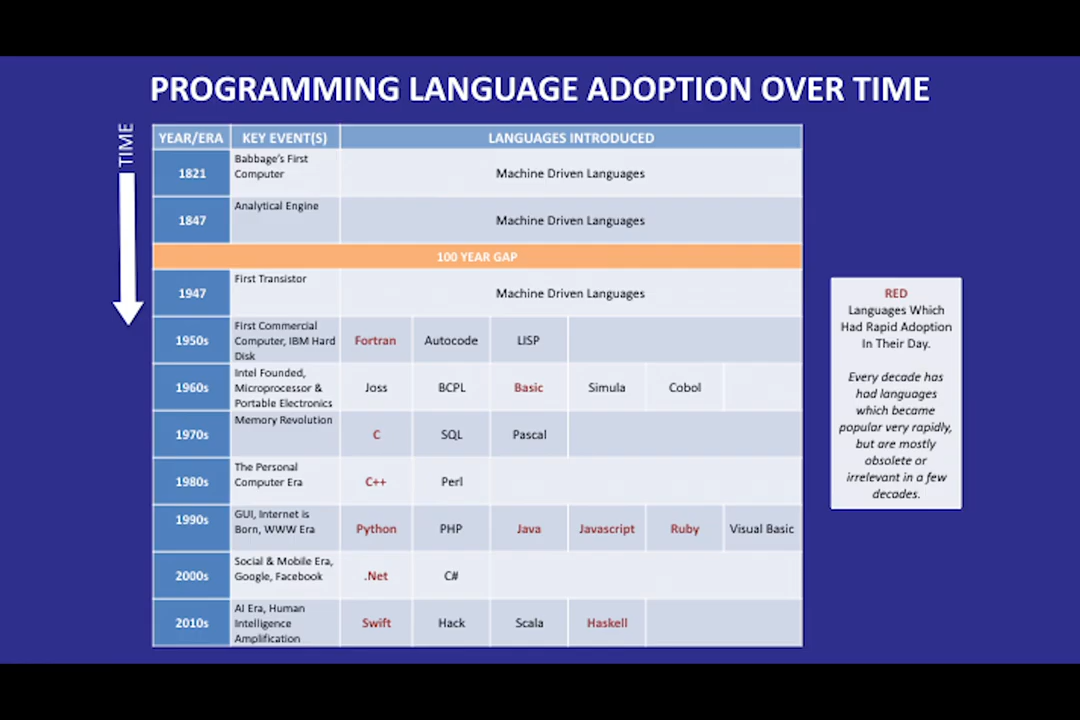 PROGRAMMING LANGUAGE ADOPTION OVER TIME
TIME
YEAR/ERA KEY EVENT(S) LANGUAGES INTRODUCED
1821 Babbage's First Computer Machine Driven Languages
1847 Analytical Engine Machine Driven Languages
100 YEAR GAP
1947 First Transistor Machine Driven Languages
1950s First Commercial Computer, IBM Hard Disk Fortran Autocode LISP
1960s Intel Founded, Microprocessor & Portable Electronics Joss BCPL Basic Simula Cobol
1970s Memory Revolution C SQL Pascal
1980s The Personal Computer Era C++ Perl
1990s GUI, Internet is Born, WWW Era Python PHP Java Javascript Ruby Visual Basic
2000s Social & Mobile Era, Google, Facebook .Net C#
2010s AI Era, Human Intelligence Amplification Swift Hack Scala Haskell
RED
Languages Which
Had Rapid Adoption
In Their Day.
Every decade has
had languages
which became
popular very rapidly,
but are mostly
obsolete or
irrelevant in a few
decades.